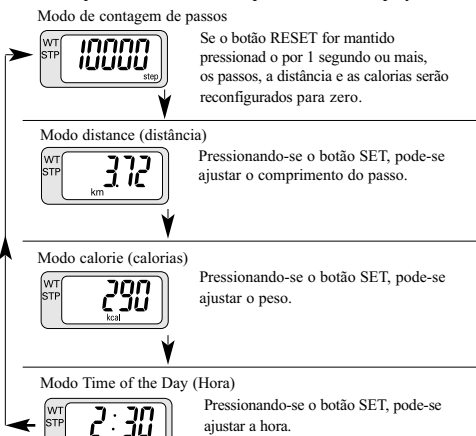 Modo de contagem de passos
WT
STP
10000
step
Se o botão RESET for mantido
pressionad o por 1 segundo ou mais,
os passos, a distância e as calorias serão
reconfigurados para zero.
Modo distance (distância)
WT
STP
3.72
km
Pressionando-se o botão SET, pode-se
ajustar o comprimento do passo.
Modo calorie (calorias)
WT
STP
290
kcal
Pressionando-se o botão SET, pode-se
ajustar o peso.
Modo Time of the Day (Hora)
WT
STP
2:30
Pressionando-se o botão SET, pode-se
ajustar a hora.